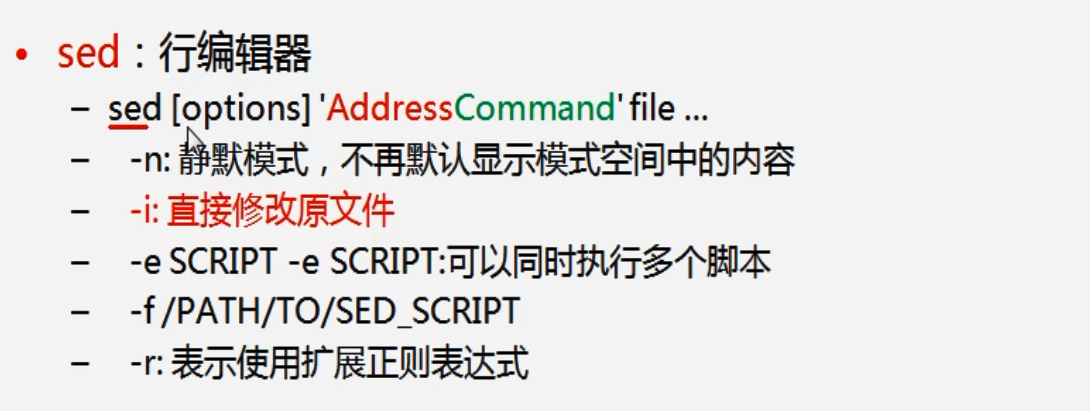 • sed：行编辑器
– sed [options] 'AddressCommand' file ...
– -n: 静默模式，不再默认显示模式空间中的内容
– -i: 直接修改原文件
– -e SCRIPT -e SCRIPT:可以同时执行多个脚本
– -f /PATH/TO/SED_SCRIPT
– -r: 表示使用扩展正则表达式